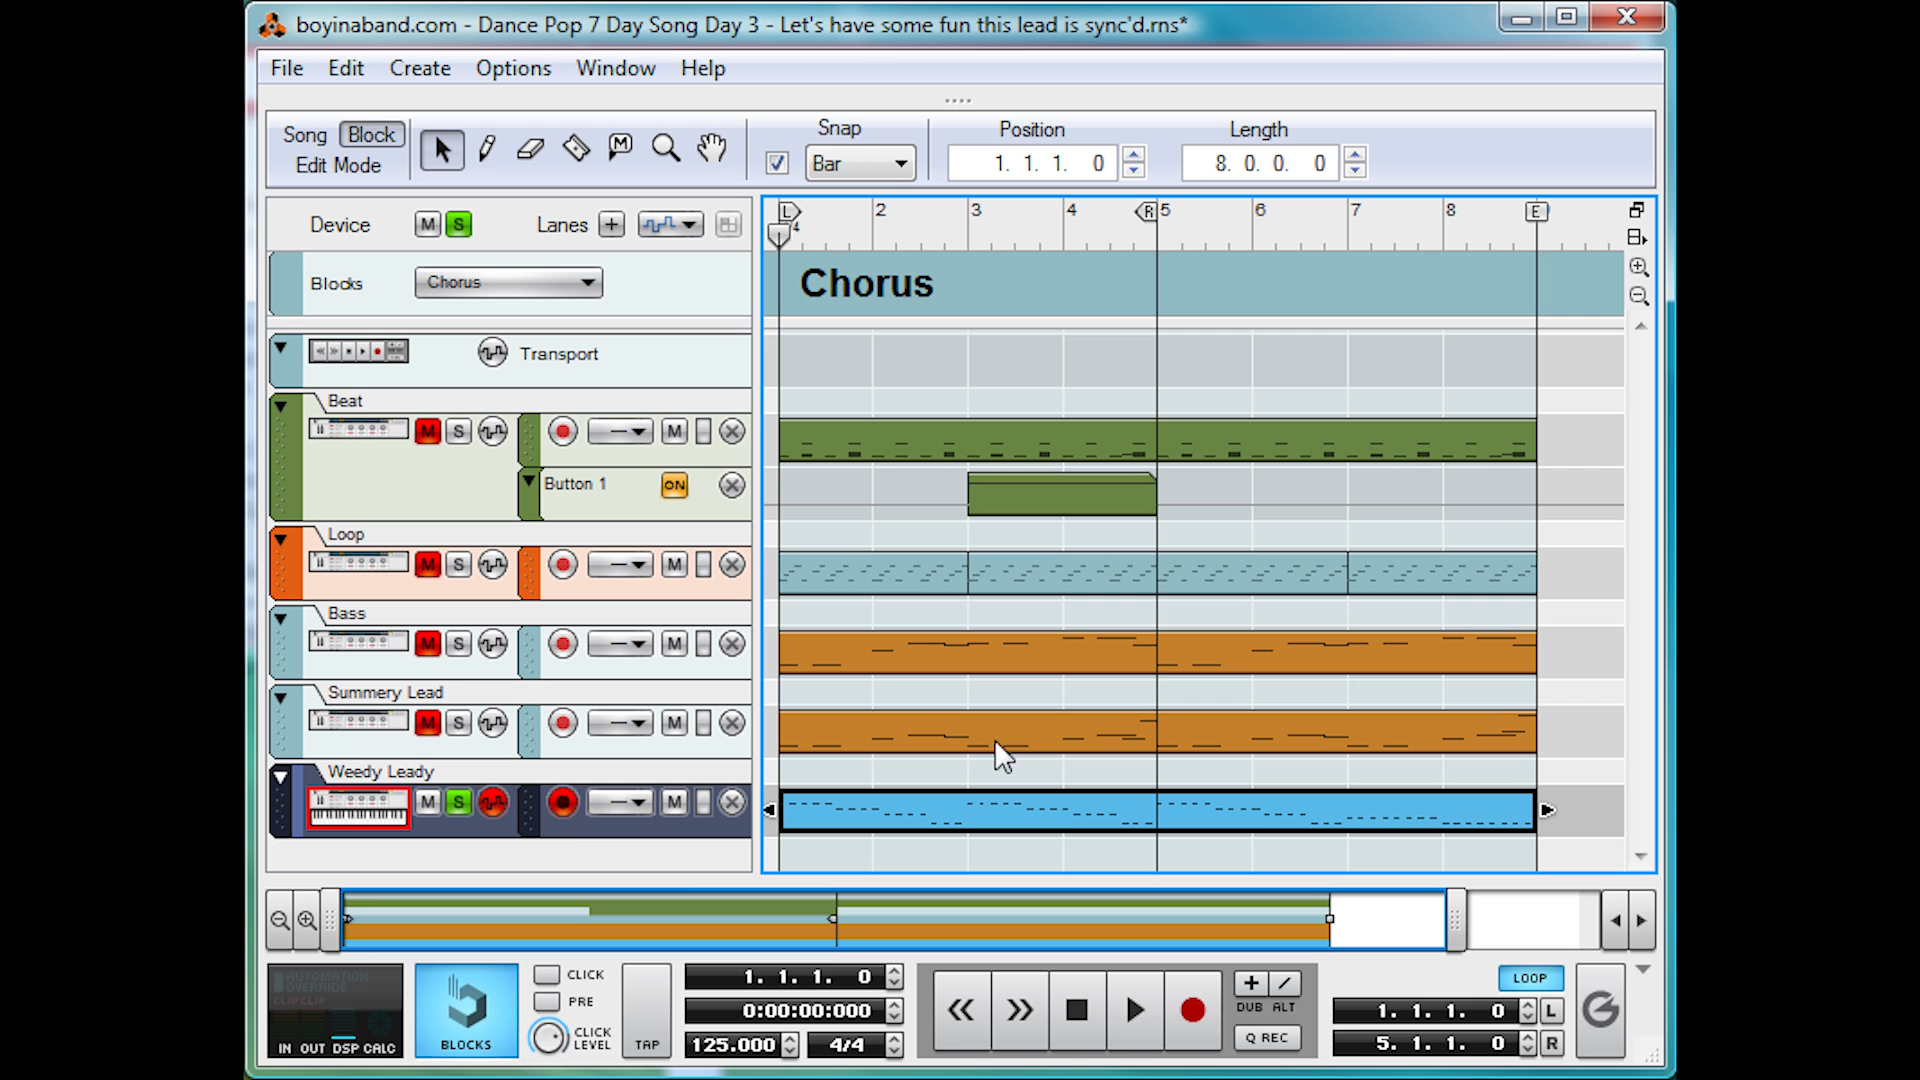 boyinaband.com - Dance Pop 7 Day Song Day 3 - Let's have some fun this lead is sync'd.rns*
File Edit Create Options Window Help
Song Block
Edit Mode
Snap
Bar
Position
1. 1. 1. 0
Length
8. 0. 0. 0
Device M S Lanes +
L 2 3 4 R 5 6 7 8 E
4
Blocks Chorus
Chorus
Transport
Beat
M S M
Button 1 ON
Loop
M S M
Bass
M S M
Summery Lead
M S M
Weedy Leady
M S M
AUTOMATION
OVERRIDE
IN OUT DSP CALC
BLOCKS
CLICK
PRE
CLICK
LEVEL
TAP
1. 1. 1. 0
0:00:00:000
125.000 4/4
DUB ALT
Q REC
LOOP
1. 1. 1. 0 L
5. 1. 1. 0 R